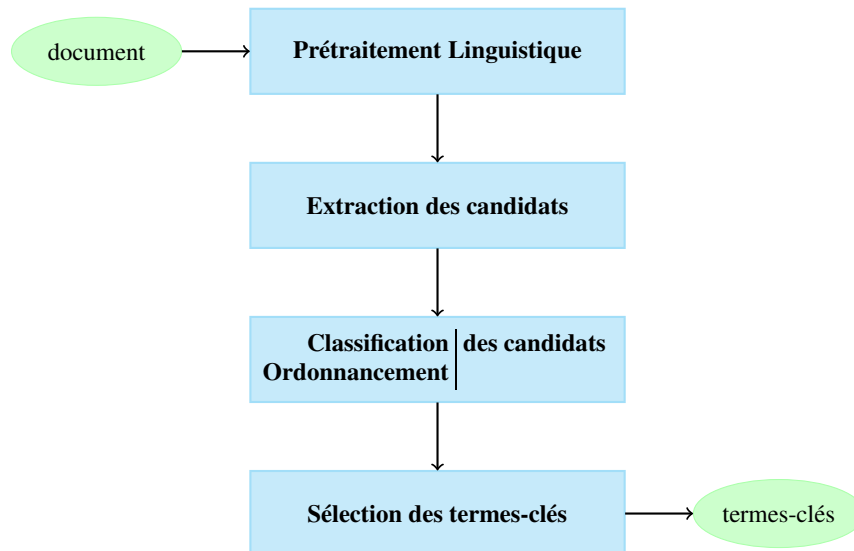 document
Prétraitement Linguistique
Extraction des candidats
Classification des candidats
Ordonnancement
Sélection des termes-clés
termes-clés